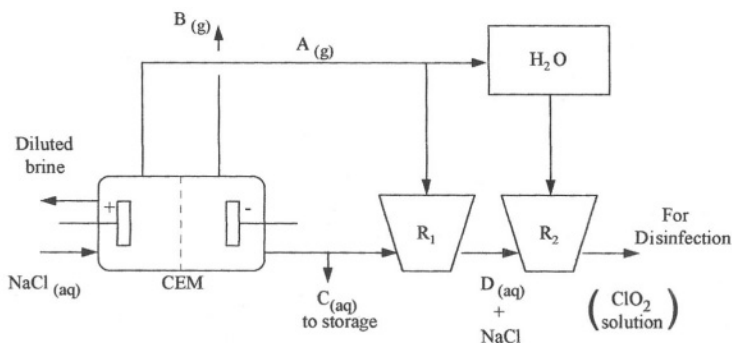 B (g)
A (g)
H₂O
Diluted
brine
+
-
R₁
R₂
For
Disinfection
NaCl (aq)
CEM
C(aq)
to storage
D (aq)
+
NaCl
(ClO₂
solution)